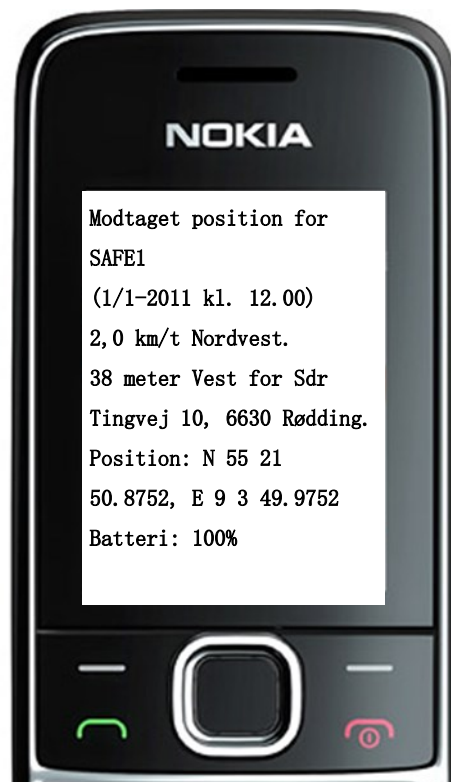 NOKIA
Modtaget position for
SAFE1
(1/1-2011 kl. 12.00)
2,0 km/t Nordvest.
38 meter Vest for Sdr
Tingvej 10, 6630 Rødding.
Position: N 55 21
50.8752, E 9 3 49.9752
Batteri: 100%